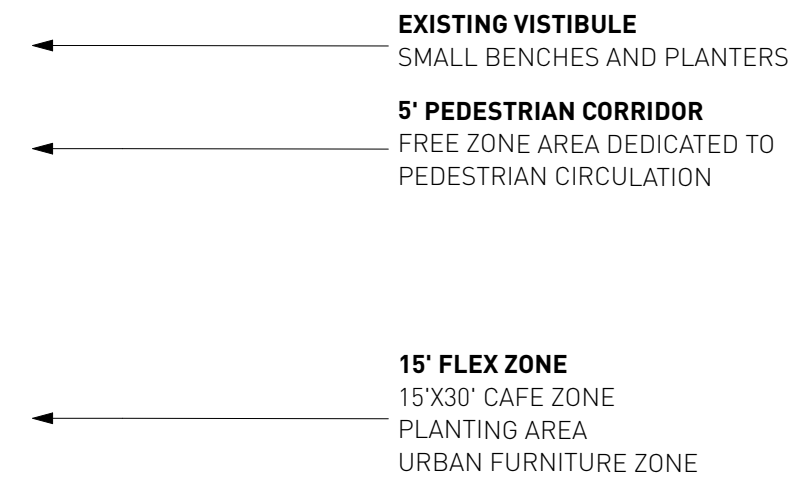 EXISTING VISTIBULE
SMALL BENCHES AND PLANTERS
5' PEDESTRIAN CORRIDOR
FREE ZONE AREA DEDICATED TO
PEDESTRIAN CIRCULATION
15' FLEX ZONE
15'X30' CAFE ZONE
PLANTING AREA
URBAN FURNITURE ZONE